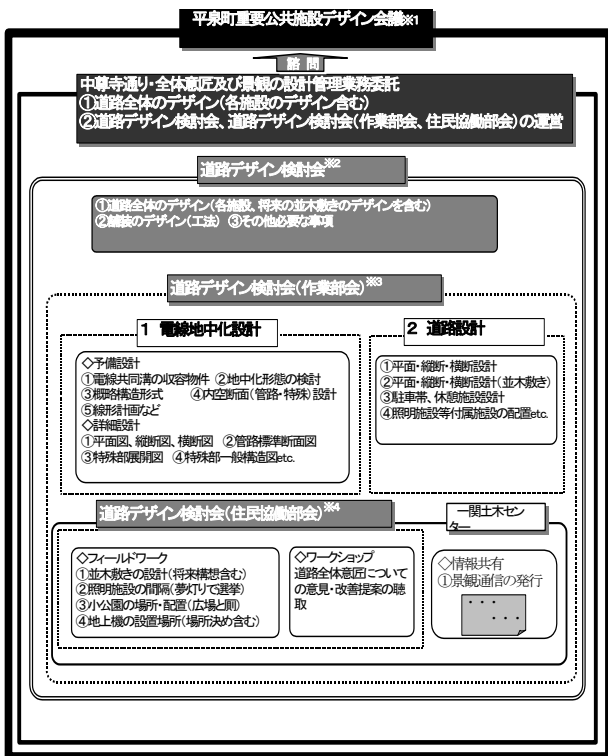 平泉町重要公共施設デザイン会議※1
諮問
中尊寺通り・全体意匠及び景観の設計管理業務委託
①道路全体のデザイン(各施設のデザイン含む)
②道路デザイン検討会、道路デザイン検討会(作業部会、住民協働部会)の運営
道路デザイン検討会※2
①道路全体のデザイン(各施設、将来の並木敷きのデザインを含む)
②舗装のデザイン(工法) ③その他必要な事項
道路デザイン検討会(作業部会)※3
1 電線地中化設計
◇予備設計
①電線共同溝の収容物件 ②地中化形態の検討
③概略構造形式 ④内空断面(管路・特殊)設計
⑤線形計画など
◇詳細設計
①平面図、縦断図、横断図 ②管路標準断面図
③特殊部展開図 ④特殊部一般構造図etc.
2 道路設計
①平面・縦断・横断設計
②平面・縦断・横断設計(並木敷き)
③駐車帯、休憩施設設計
④照明施設等付属施設の配置etc.
道路デザイン検討会(住民協働部会)※4
一関土木セン
ター
◇フィールドワーク
①並木敷きの設計(将来構想含む)
②照明施設の間隔(夢灯りで選挙)
③小公園の場所・配置(広場と厠)
④地上機の設置場所(場所決め含む)
◇ワークショップ
道路全体意匠について
の意見・改善提案の聴
取
◇情報共有
①景観通信の発行
・・・
・・